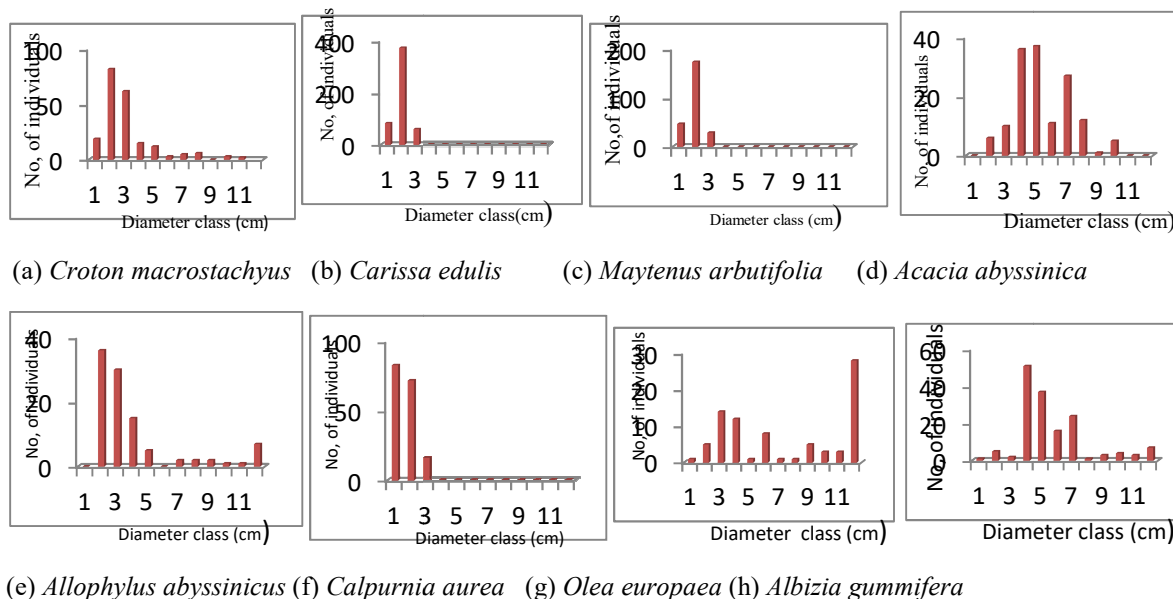 No, of individuals
100
50
0
1 3 5 7 9 11
Diameter class (cm)
No, of individuals
400
200
0
1 3 5 7 9 11
Diameter class(cm)
No,of individuals
200
100
0
1 3 5 7 9 11
Diameter class (cm)
No, of individuals
40
20
0
1 3 5 7 9 11
Diameter class (cm)
(a) Croton macrostachyus (b) Carissa edulis (c) Maytenus arbutifolia (d) Acacia abyssinica
No, of individuals
40
20
0
1 3 5 7 9 11
Diameter class (cm)
No, of individuals
100
50
0
1 3 5 7 9 11
Diameter class (cm)
No, of individuals
30
20
10
0
1 3 5 7 9 11
Diameter class (cm)
No, of individuals
60
40
20
0
1 3 5 7 9 11
Diameter class (cm)
(e) Allophylus abyssinicus (f) Calpurnia aurea (g) Olea europaea (h) Albizia gummifera